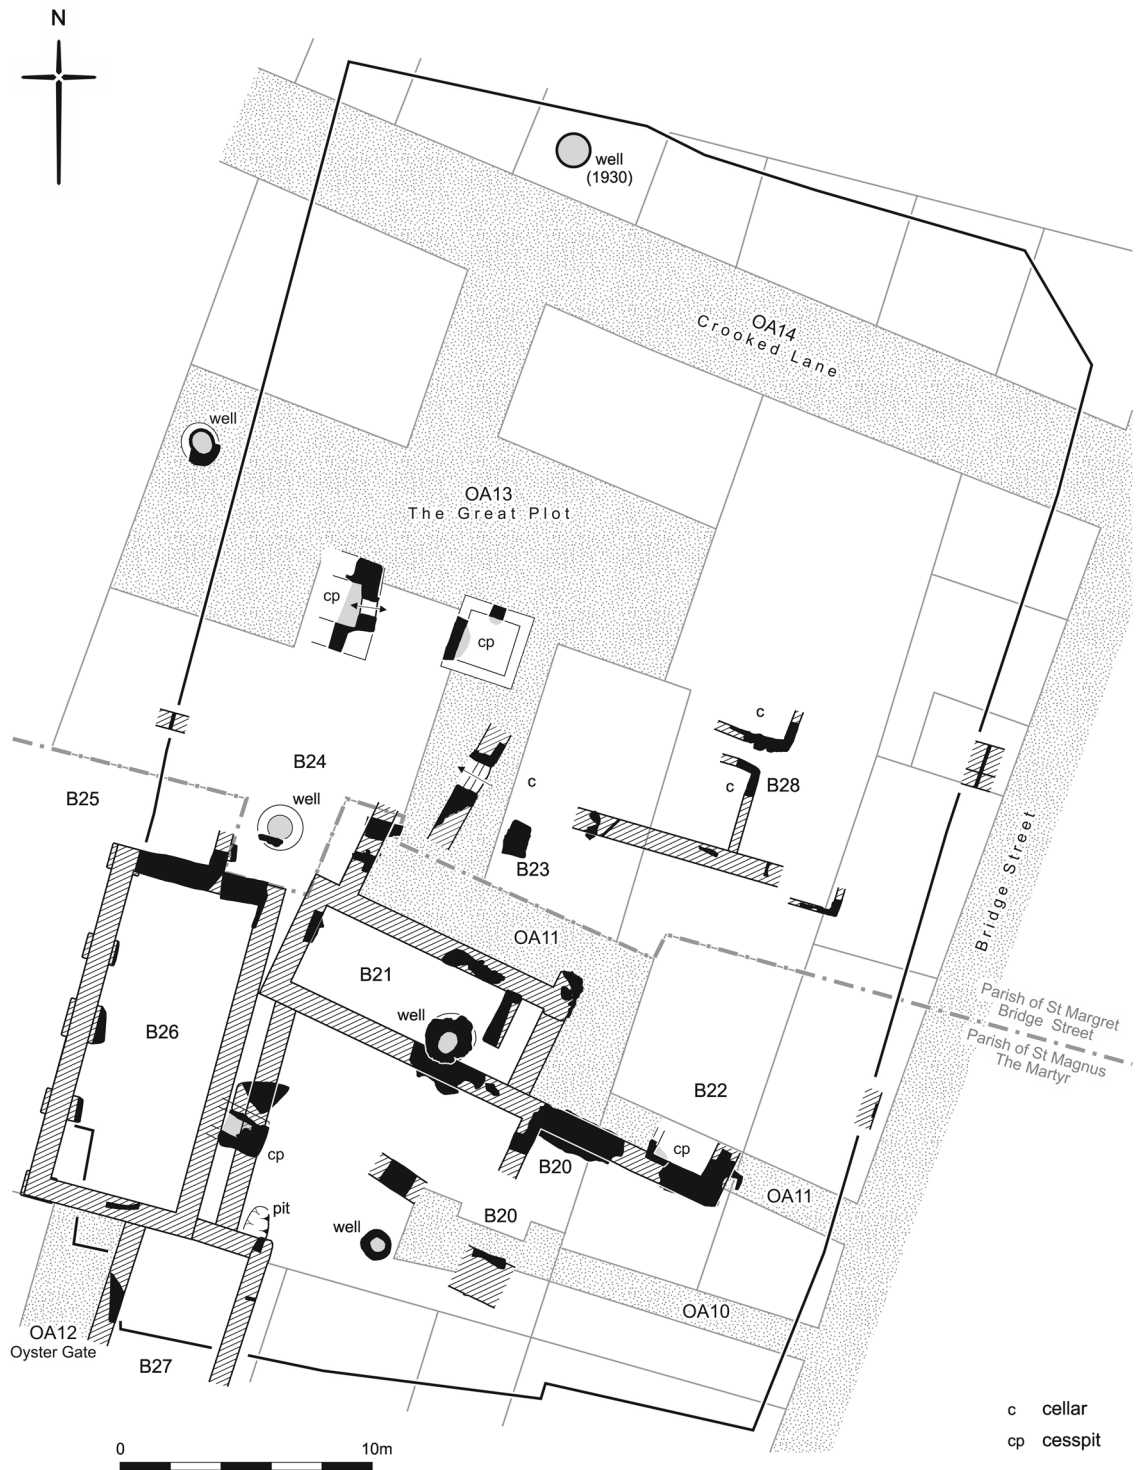 N
well
(1930)
OA14
Crooked Lane
well
OA13
The Great Plot
cp
cp
c
B24
c
c
B28
B25
well
B23
Bridge Street
OA11
B21
well
B26
Parish of St Margret
Bridge Street
Parish of St Magnus
The Martyr
B22
cp
cp
B20
OA11
pit
well
B20
OA10
OA12
Oyster Gate
B27
c cellar
cp cesspit
0 10m